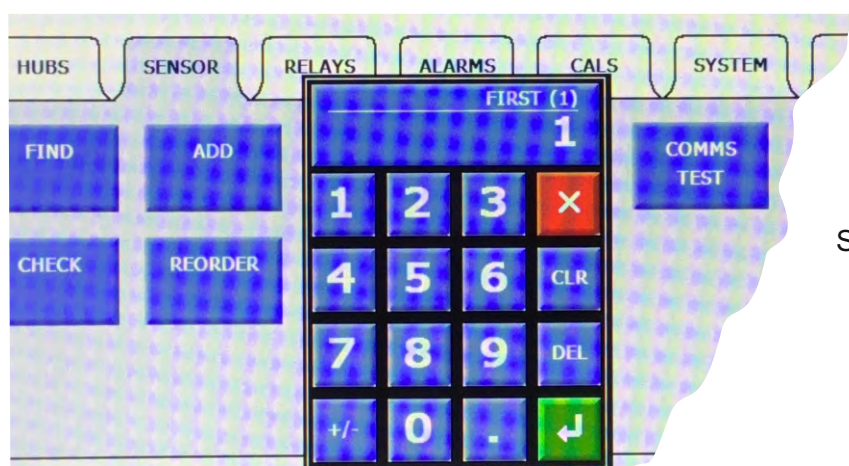 HUBS SENSOR RELAYS ALARMS CALS SYSTEM
FIRST (1)
1
FIND ADD COMMS
TEST
1 2 3 ×
CHECK REORDER
4 5 6 CLR
7 8 9 DEL
+/- 0 .
S